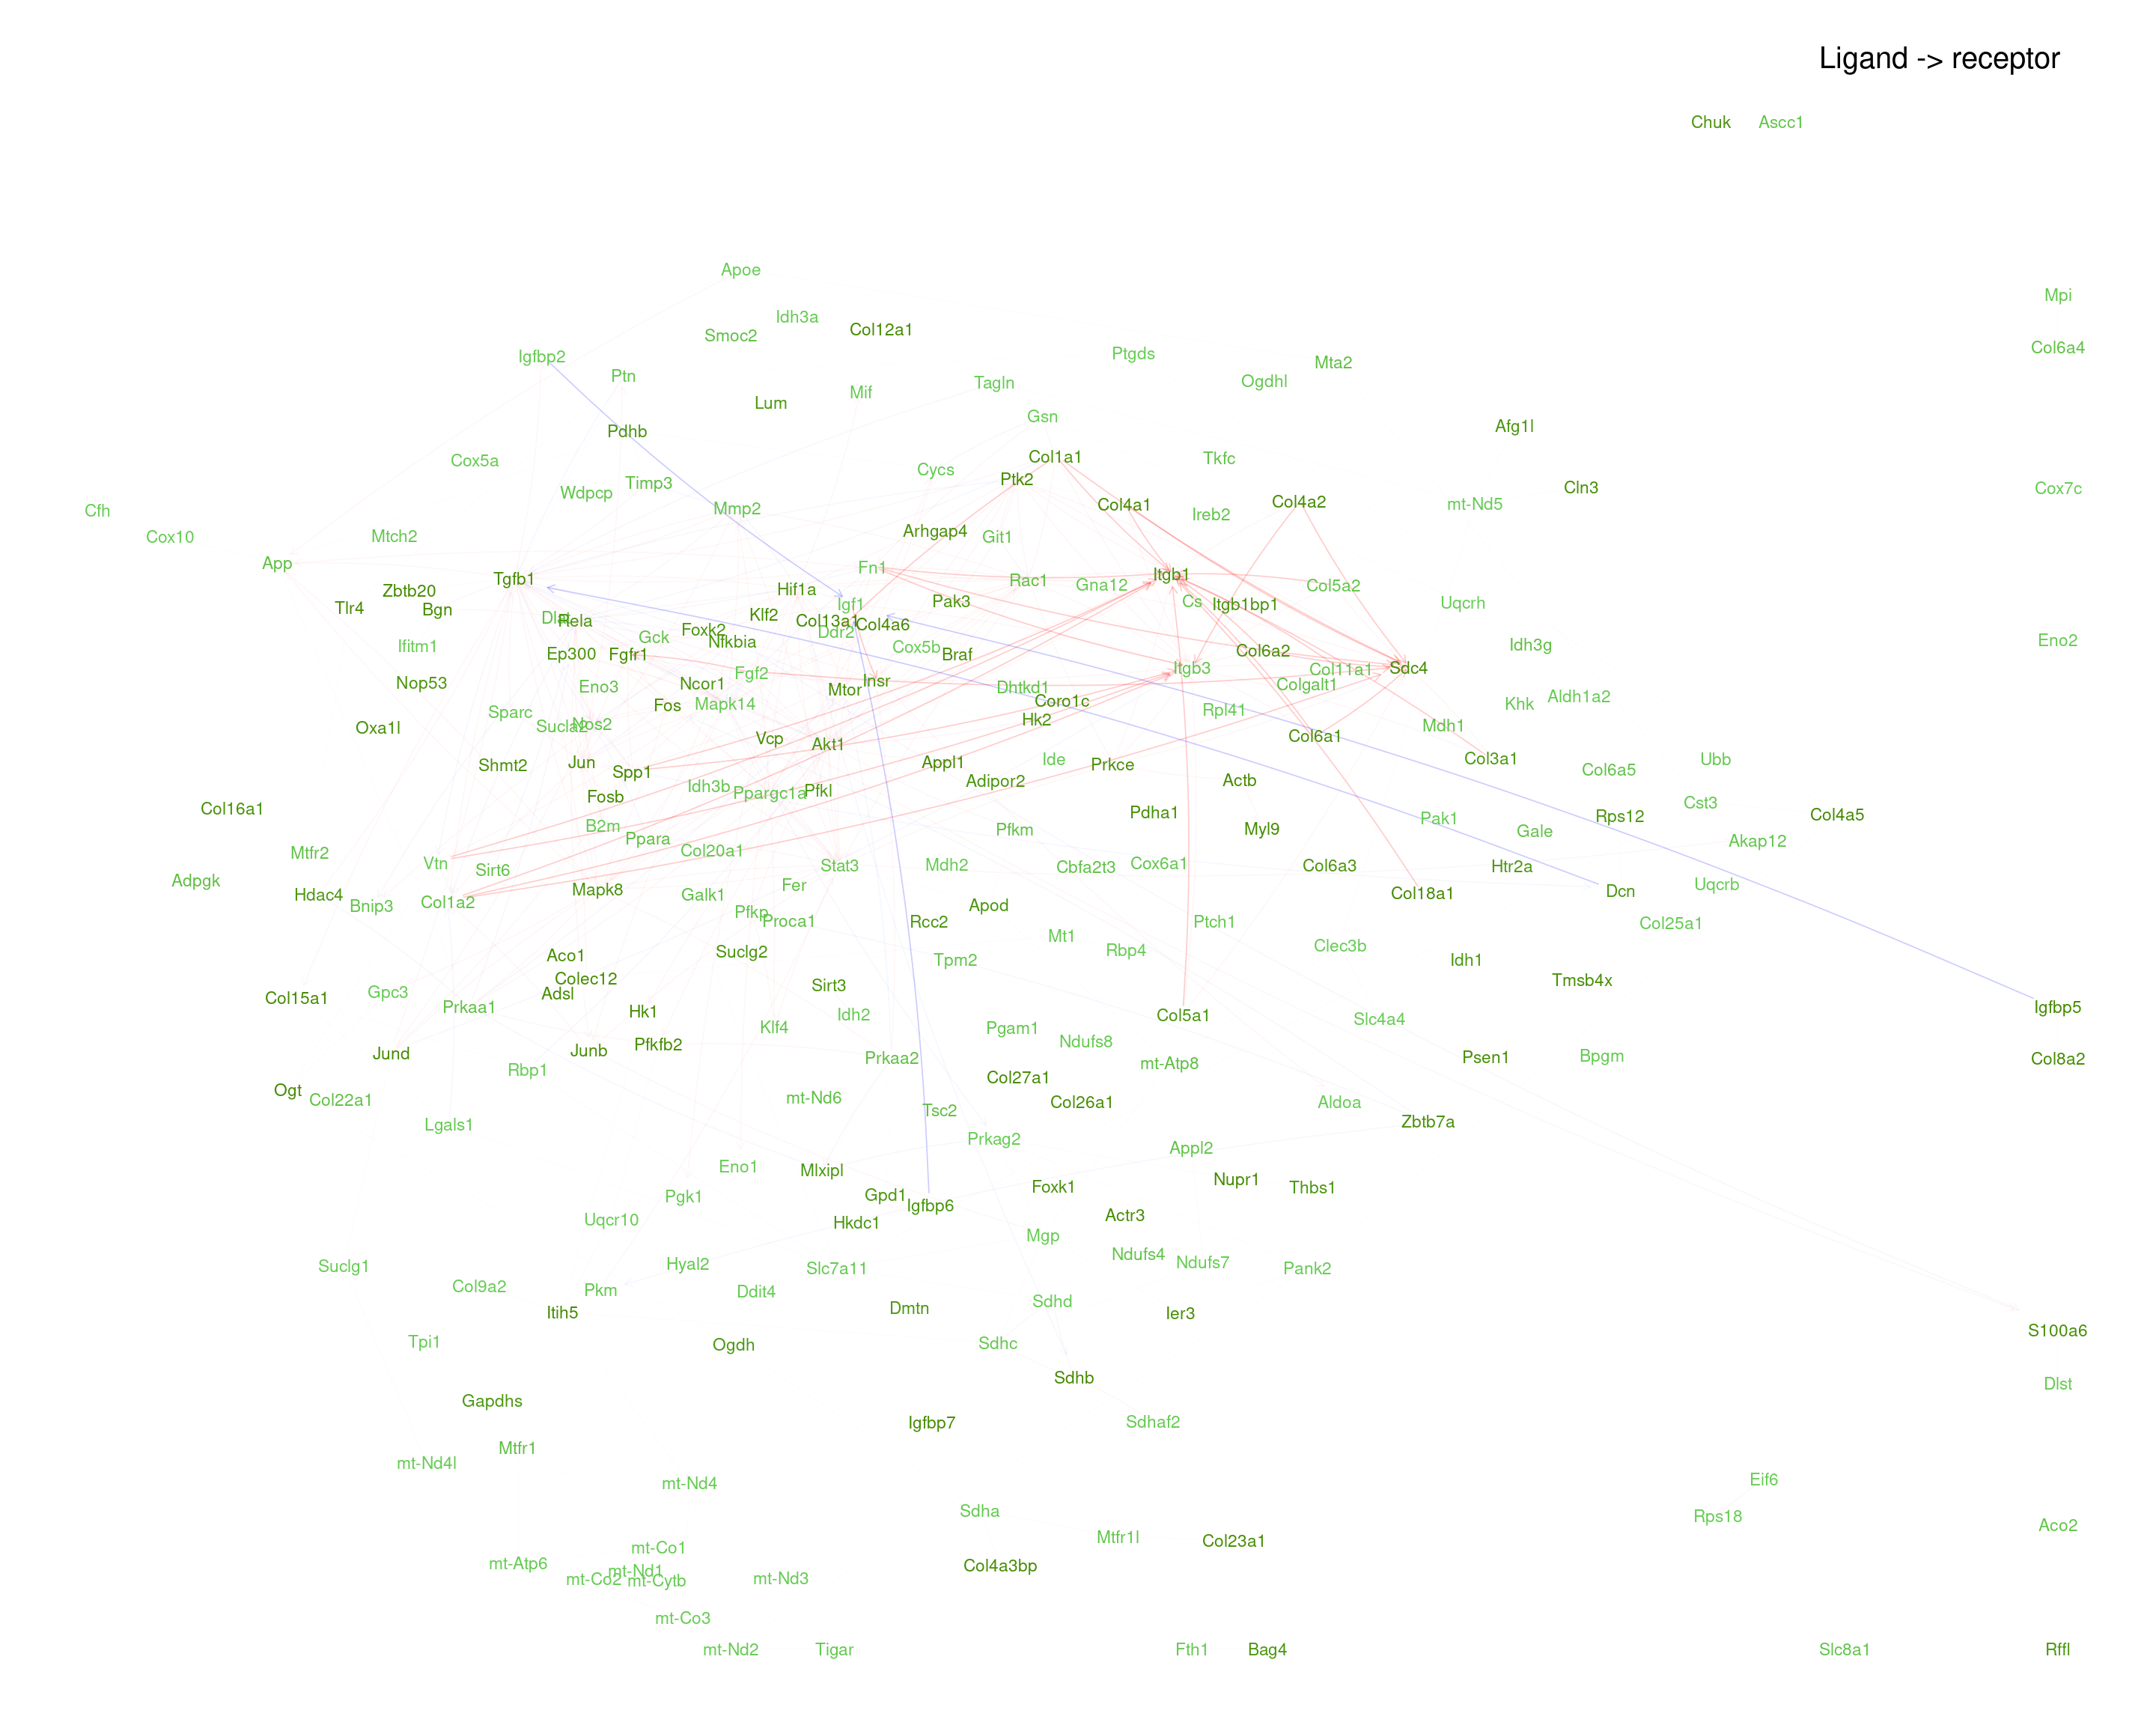 Ligand -> receptor
Chuk Ascc1
Apoe
Mpi
Idh3a
Smoc2 Col12a1
Col6a4
Igfbp2 Ptgds
Mta2
Ptn Tagln Ogdhl
Mif
Lum
Gsn
Pdhb Afg1l
Cox5a Col1a1 Tkfc
Cycs
Ptk2
Timp3 Cln3 Cox7c
Wdpcp
Mmp2 Col4a1 Col4a2 mt-Nd5
Cfh Ireb2
Cox10 Mtch2 Arhgap4 Git1
App Fn1
Tgfb1 Rac1 Gna12 Itgb1 Col5a2
Zbtb20 Hif1a
Tlr4 Bgn Igf1 Pak3 Cs Itgb1bp1 Uqcrh
Dlat Rela Klf2 Col13a1 Col4a6
Foxk2 Ddr2
Ifitm1 Gck Nfkbia Cox5b Idh3g Eno2
Ep300 Fgfr1 Braf Col6a2
Fgf2 Itgb3 Col11a1 Sdc4
Nop53 Eno3 Ncor1 Mtor Insr Dhtkd1 Colgalt1
Fos Mapk14 Coro1c Khk Aldh1a2
Sparc Rpl41
Oxa1l Sucla2 Nos2 Hk2 Mdh1
Vcp Akt1 Col6a1
Shmt2 Jun Spp1 Appl1 Ide Prkce Col3a1 Ubb
Adipor2 Actb Col6a5
Fosb Idh3b Ppargc1a Pfkl
Col16a1 Pdha1 Rps12 Cst3 Col4a5
B2m Pfkm Myl9 Pak1 Gale
Mtfr2 Ppara Col20a1 Akap12
Vtn Sirt6 Stat3 Mdh2 Cbfa2t3 Cox6a1 Col6a3 Htr2a
Adpgk Mapk8 Fer Col18a1 Dcn Uqcrb
Hdac4 Bnip3 Col1a2 Galk1 Apod
Pfkp Proca1 Rcc2 Ptch1 Col25a1
Mt1
Aco1 Suclg2 Tpm2 Rbp4 Clec3b Idh1
Colec12 Sirt3 Tmsb4x
Col15a1 Gpc3 Adsl
Prkaa1 Hk1 Idh2 Col5a1 Slc4a4 Igfbp5
Klf4 Pgam1
Jund Junb Pfkfb2 Prkaa2 Ndufs8 mt-Atp8 Psen1 Bpgm Col8a2
Rbp1 Col27a1
Ogt Col22a1 mt-Nd6 Col26a1 Aldoa
Lgals1 Tsc2 Zbtb7a
Prkag2 Appl2
Eno1 Mlxipl Nupr1
Pgk1 Gpd1 Igfbp6 Foxk1 Thbs1
Uqcr10 Hkdc1 Actr3
Mgp
Suclg1 Hyal2 Slc7a11 Ndufs4 Ndufs7 Pank2
Col9a2 Pkm Ddit4 Sdhd
Itih5 Dmtn Ier3
Tpi1 Ogdh Sdhc S100a6
Sdhb Dlst
Gapdhs
Igfbp7 Sdhaf2
Mtfr1
mt-Nd4l
mt-Nd4 Eif6
Sdha Rps18 Aco2
Mtfr1l Col23a1
mt-Co1
mt-Atp6 mt-Nd1 Col4a3bp
mt-Co2 mt-Cytb mt-Nd3
mt-Co3
mt-Nd2 Tigar Fth1 Bag4 Slc8a1 Rffl